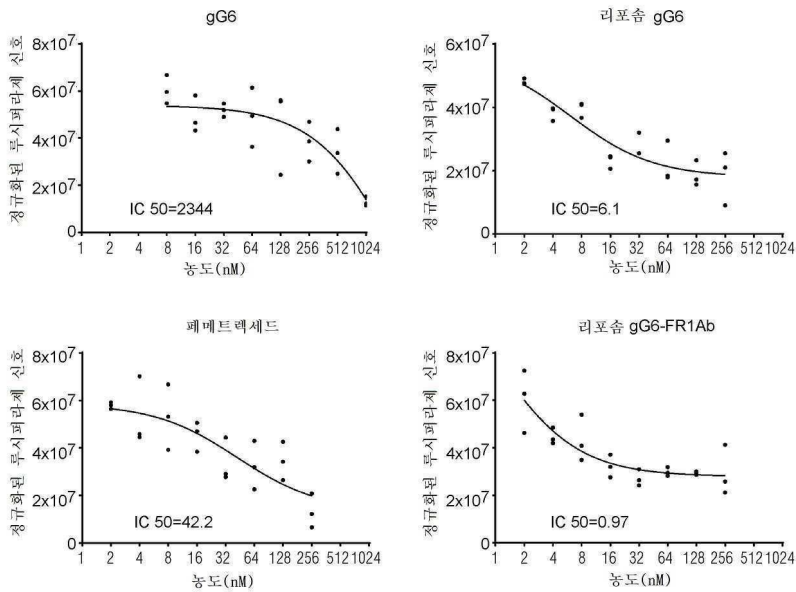 gG6
정규화된 루시퍼라제 신호
8x10⁷
6x10⁷
4x10⁷
2x10⁷
0
IC 50=2344
1 2 4 8 16 32 64 128 256 512 1024
농도(nM)
리포솜 gG6
정규화된 루시퍼라제 신호
6x10⁷
4x10⁷
2x10⁷
0
IC 50=6.1
1 2 4 8 16 32 64 128 256 512 1024
농도(nM)
페메트렉세드
정규화된 루시퍼라제 신호
8x10⁷
6x10⁷
4x10⁷
2x10⁷
0
IC 50=42.2
1 2 4 8 16 32 64 128 256 512 1024
농도(nM)
리포솜 gG6-FR1Ab
정규화된 루시퍼라제 신호
8x10⁷
6x10⁷
4x10⁷
2x10⁷
0
IC 50=0.97
1 2 4 8 16 32 64 128 256 512 1024
농도(nM)